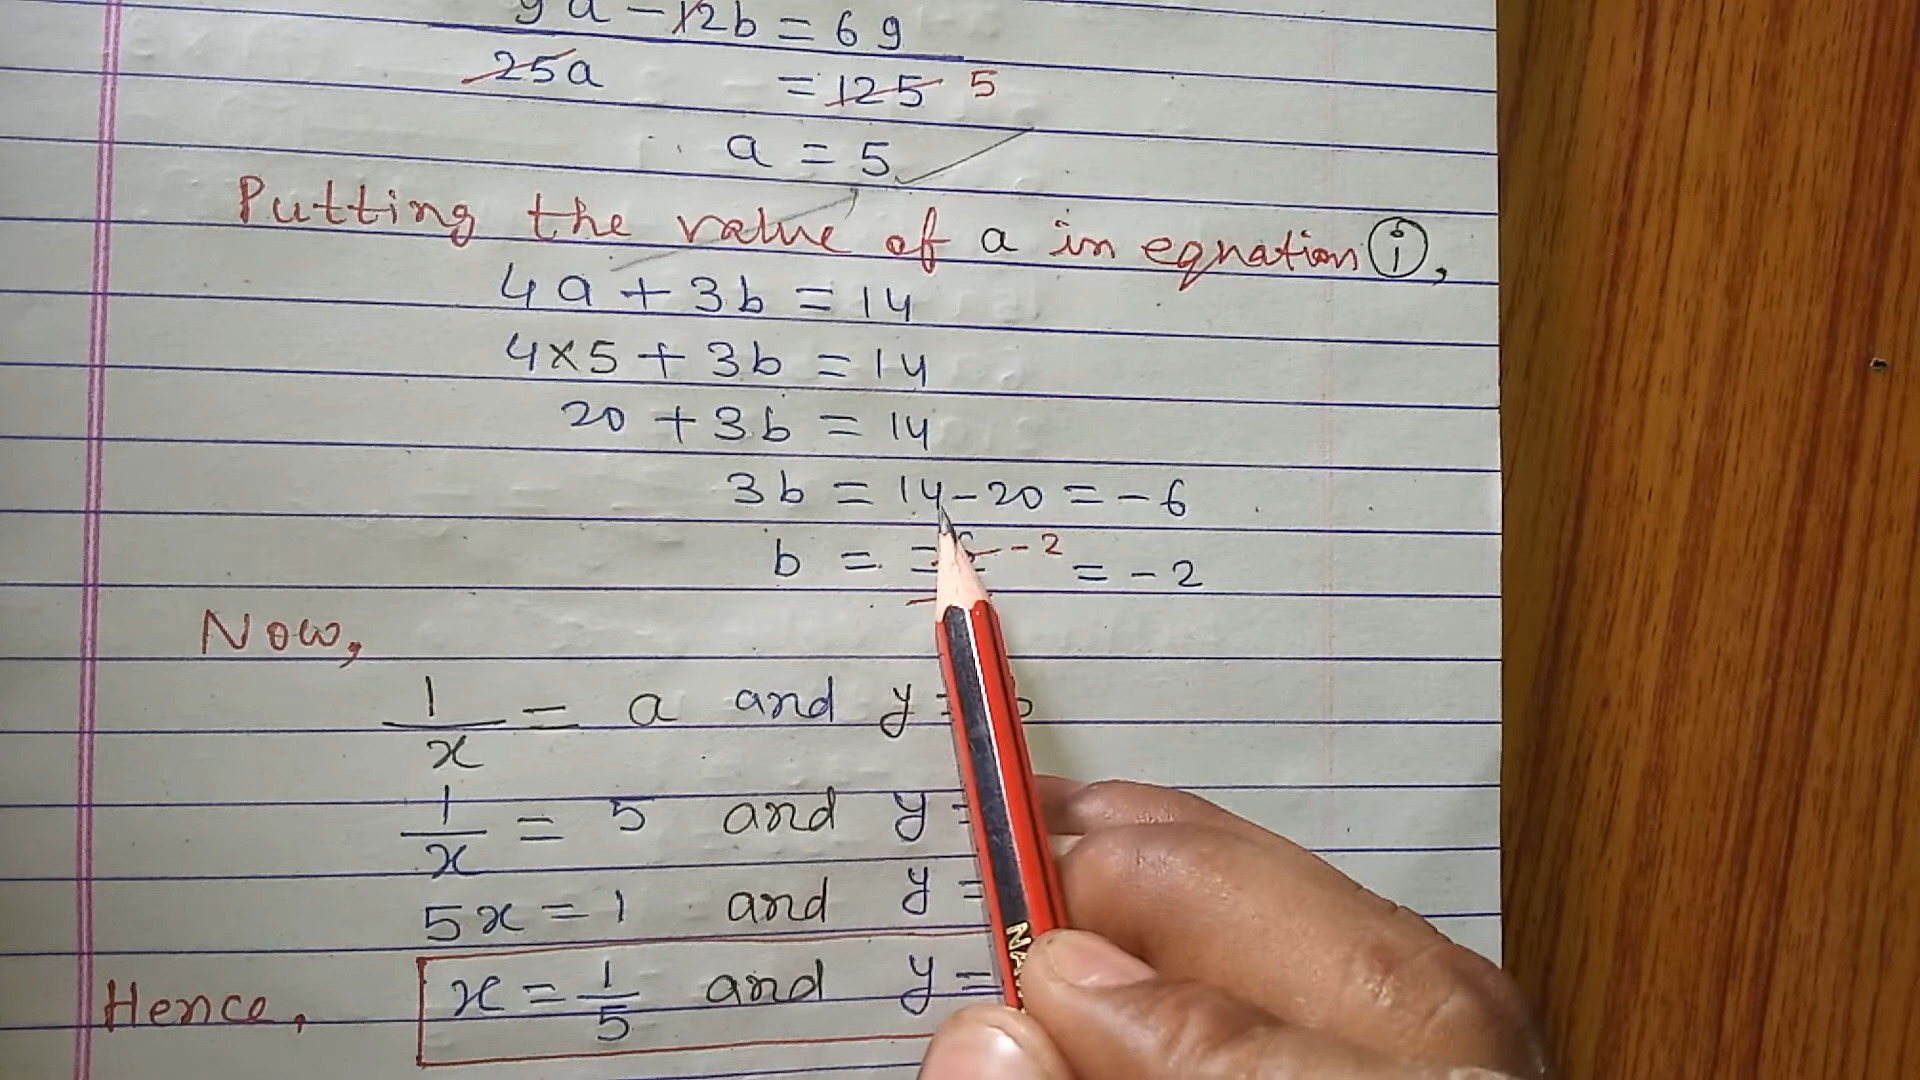 9a - 12b = 69
25a = 125 5
a = 5
Putting the value of a in equation (i),
4a + 3b = 14
4×5 + 3b = 14
20 + 3b = 14
3b = 14 - 20 = -6
b = -2 = -2
Now,
1/x = a and y =
1/x = 5 and y =
5x = 1 and y =
Hence, x = 1/5 and y =